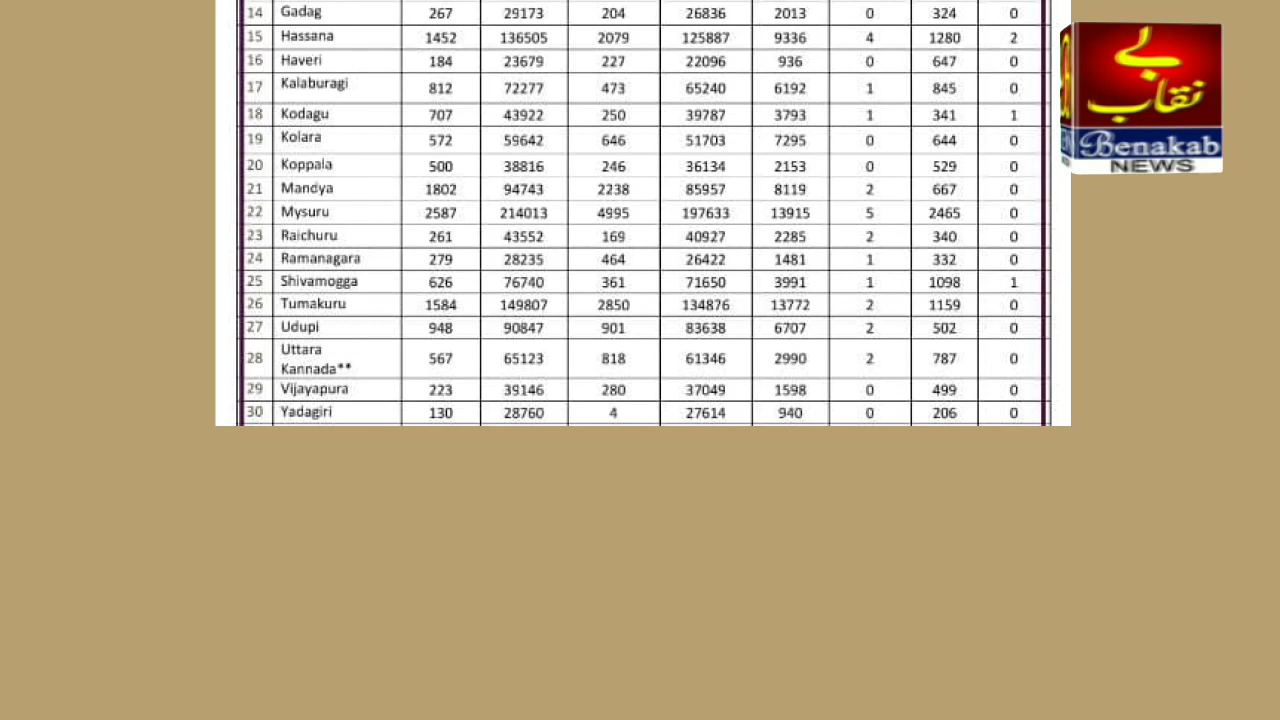 14 Gadag 267 29173 204 26836 2013 0 324 0
15 Hassana 1452 136505 2079 125887 9336 4 1280 2
16 Haveri 184 23679 227 22096 936 0 647 0
17 Kalaburagi 812 72277 473 65240 6192 1 845 0
18 Kodagu 707 43922 250 39787 3793 1 341 1
19 Kolara 572 59642 646 51703 7295 0 644 0
20 Koppala 500 38816 246 36134 2153 0 529 0
21 Mandya 1802 94743 2238 85957 8119 2 667 0
22 Mysuru 2587 214013 4995 197633 13915 5 2465 0
23 Raichuru 261 43552 169 40927 2285 2 340 0
24 Ramanagara 279 28235 464 26422 1481 1 332 0
25 Shivamogga 626 76740 361 71650 3991 1 1098 1
26 Tumakuru 1584 149807 2850 134876 13772 2 1159 0
27 Udupi 948 90847 901 83638 6707 2 502 0
28 Uttara
Kannada** 567 65123 818 61346 2990 2 787 0
29 Vijayapura 223 39146 280 37049 1598 0 499 0
30 Yadagiri 130 28760 4 27614 940 0 206 0
بے
نقاب
Benakab
NEWS